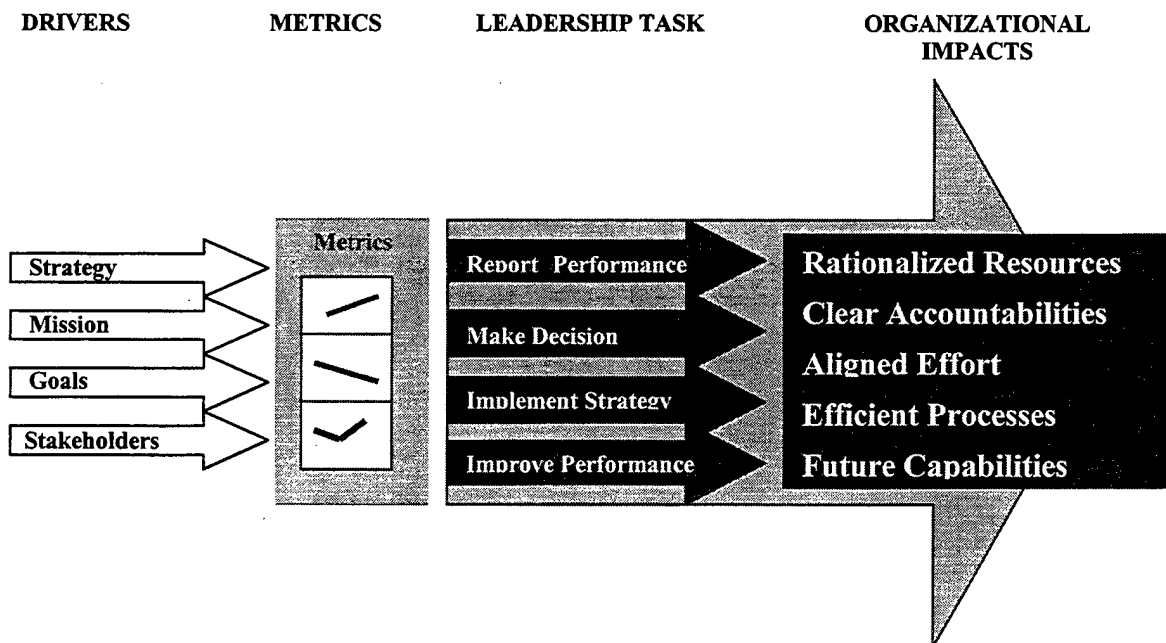 DRIVERS
METRICS
LEADERSHIP TASK
ORGANIZATIONAL
IMPACTS
Strategy
Mission
Goals
Stakeholders
Metrics
Report Performance
Make Decision
Implement Strategy
Improve Performance
Rationalized Resources
Clear Accountabilities
Aligned Effort
Efficient Processes
Future Capabilities